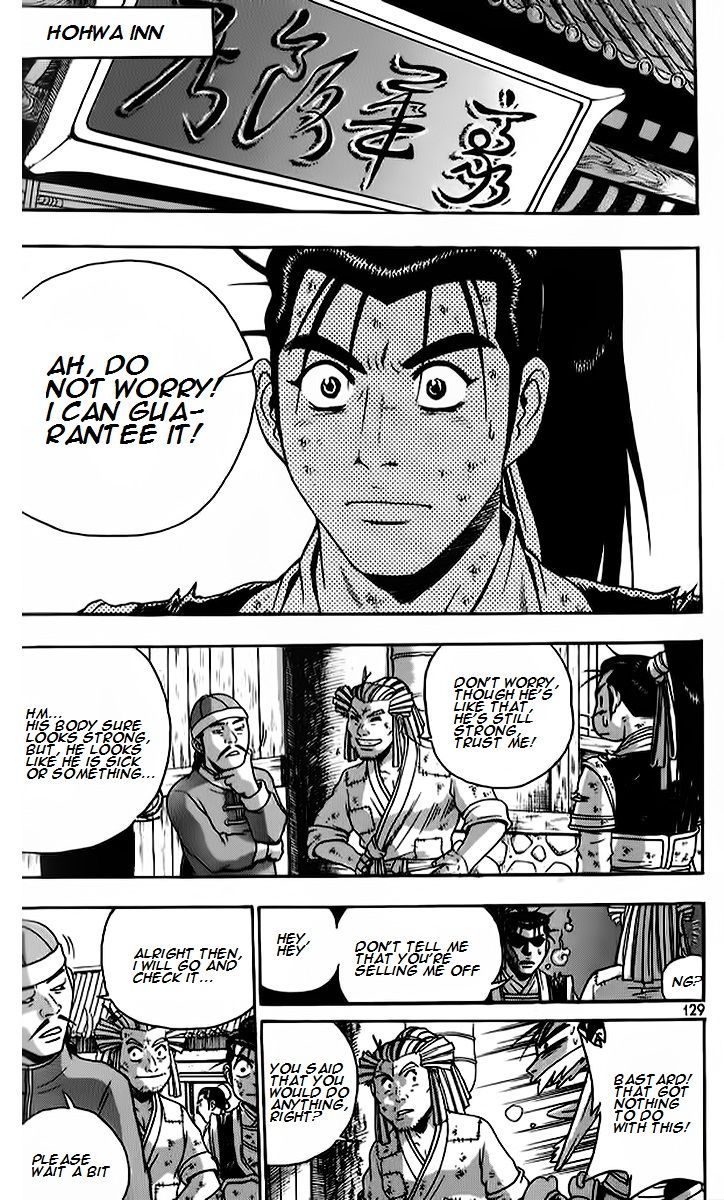 HOHWA INN
AH, DO
NOT WORRY!
I CAN GUA-
RANTEE IT!
HM...
HIS BODY SURE
LOOKS STRONG,
BUT, HE LOOKS
LIKE HE IS SICK
OR SOMETHING...
DON'T WORRY,
THOUGH HE'S
LIKE THAT,
HE'S STILL
STRONG,
TRUST ME!
ALRIGHT THEN,
I WILL GO AND
CHECK IT...
PLEASE
WAIT A BIT
HEY,
HEY,
DON'T TELL ME
THAT YOU'RE
SELLING ME OFF
NG?
129
YOU SAID
THAT YOU
WOULD DO
ANYTHING,
RIGHT?
BASTARD!
THAT GOT
NOTHING
TO DO
WITH THIS!